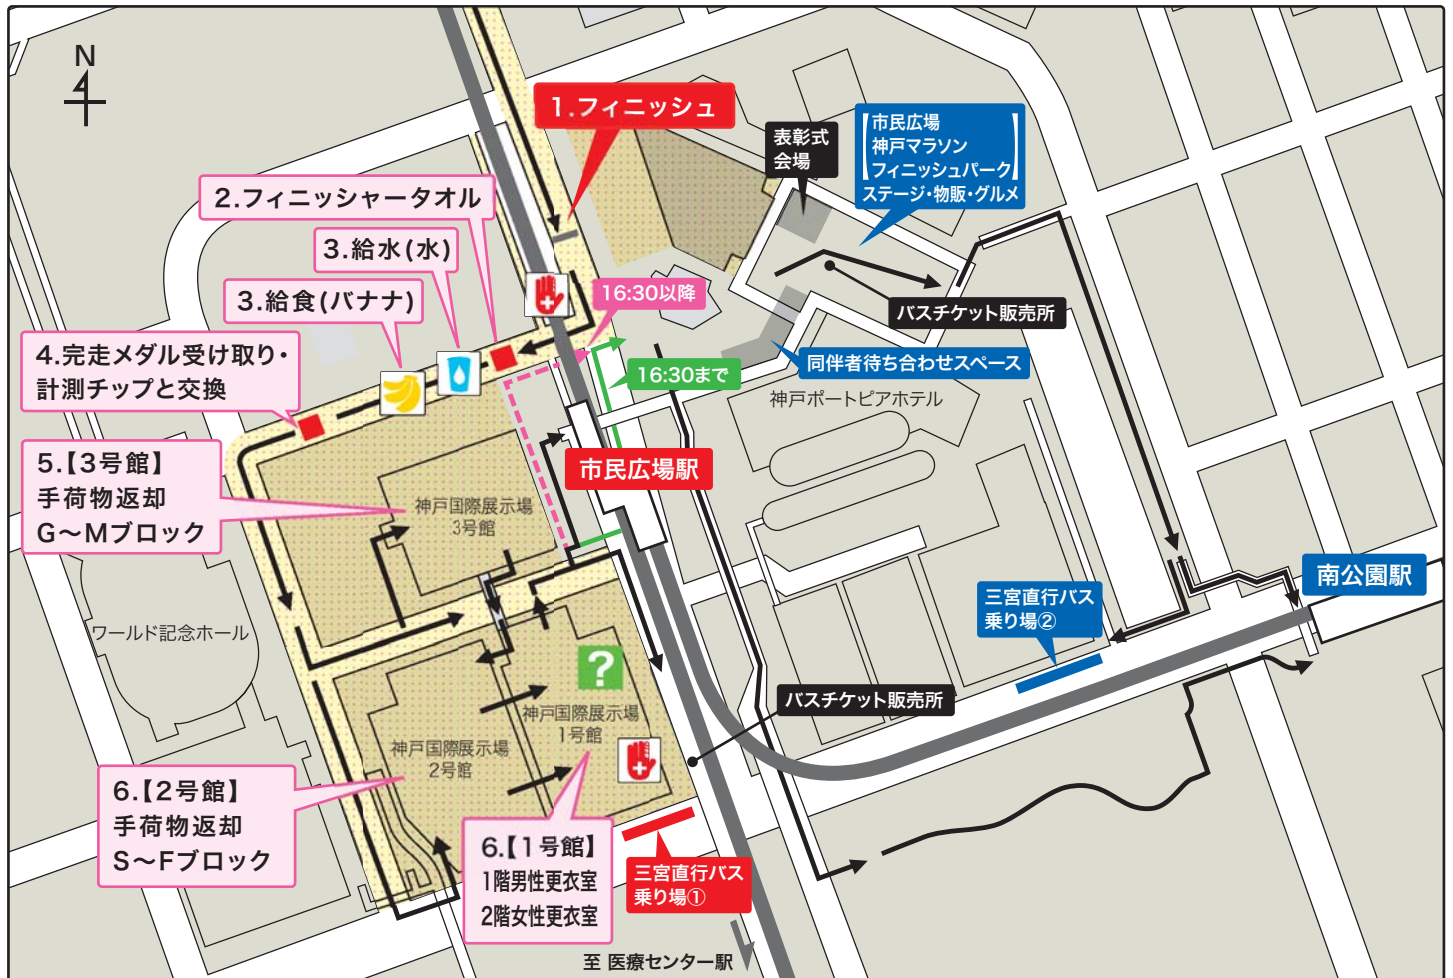 N
1.フィニッシュ
表彰式
会場
市民広場
神戸マラソン
フィニッシュパーク
ステージ・物販・グルメ
2.フィニッシャータオル
3.給水(水)
3.給食(バナナ)
16:30以降
バスチケット販売所
4.完走メダル受け取り・
計測チップと交換
16:30まで
同伴者待ち合わせスペース
神戸ポートピアホテル
5.【3号館】
手荷物返却
G〜Mブロック
市民広場駅
神戸国際展示場
3号館
南公園駅
三宮直行バス
乗り場②
ワールド記念ホール
?
バスチケット販売所
神戸国際展示場
1号館
神戸国際展示場
2号館
6.【2号館】
手荷物返却
S〜Fブロック
6.【1号館】
1階男性更衣室
2階女性更衣室
三宮直行バス
乗り場①
至 医療センター駅